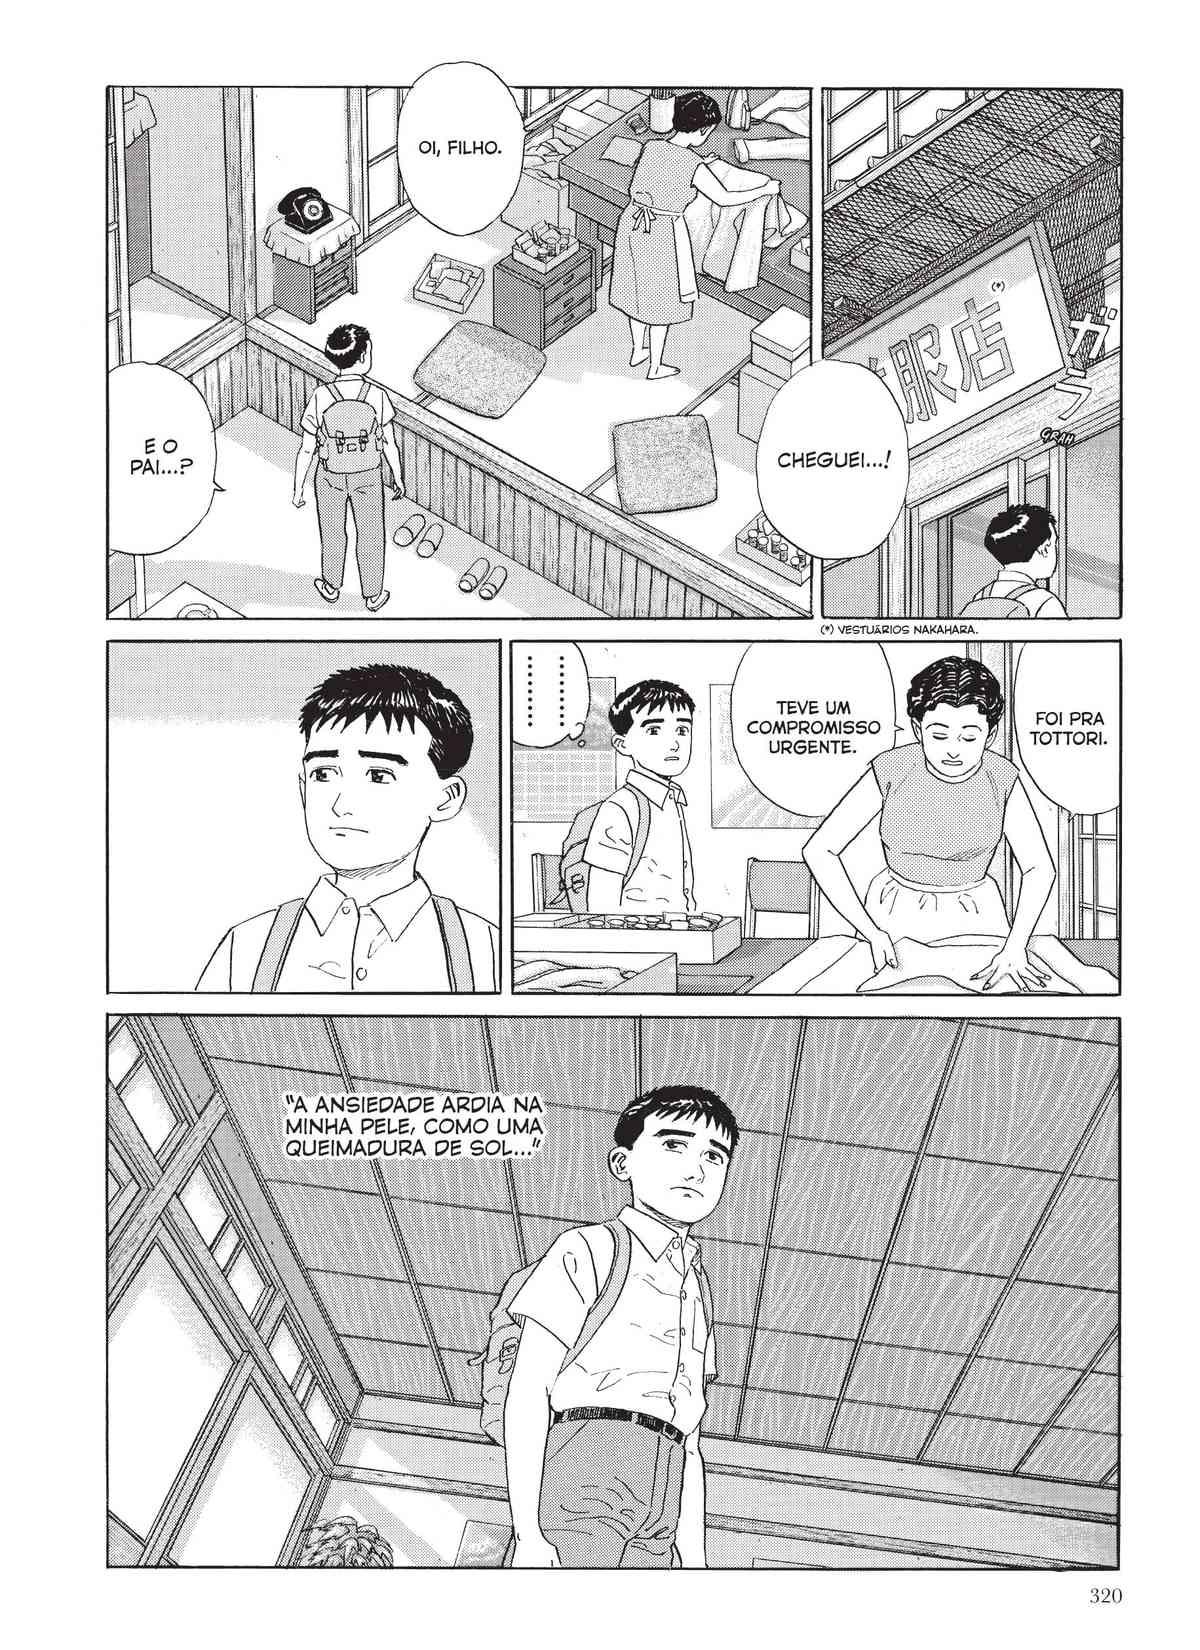 (*)
服店
ガラ
GRAH
CHEGUEI...!
(*) VESTUÁRIOS NAKAHARA.
OI, FILHO.
E O
PAI...?
FOI PRA
TOTTORI.
TEVE UM
COMPROMISSO
URGENTE.
"A ANSIEDADE ARDIA NA
MINHA PELE, COMO UMA
QUEIMADURA DE SOL..."
320